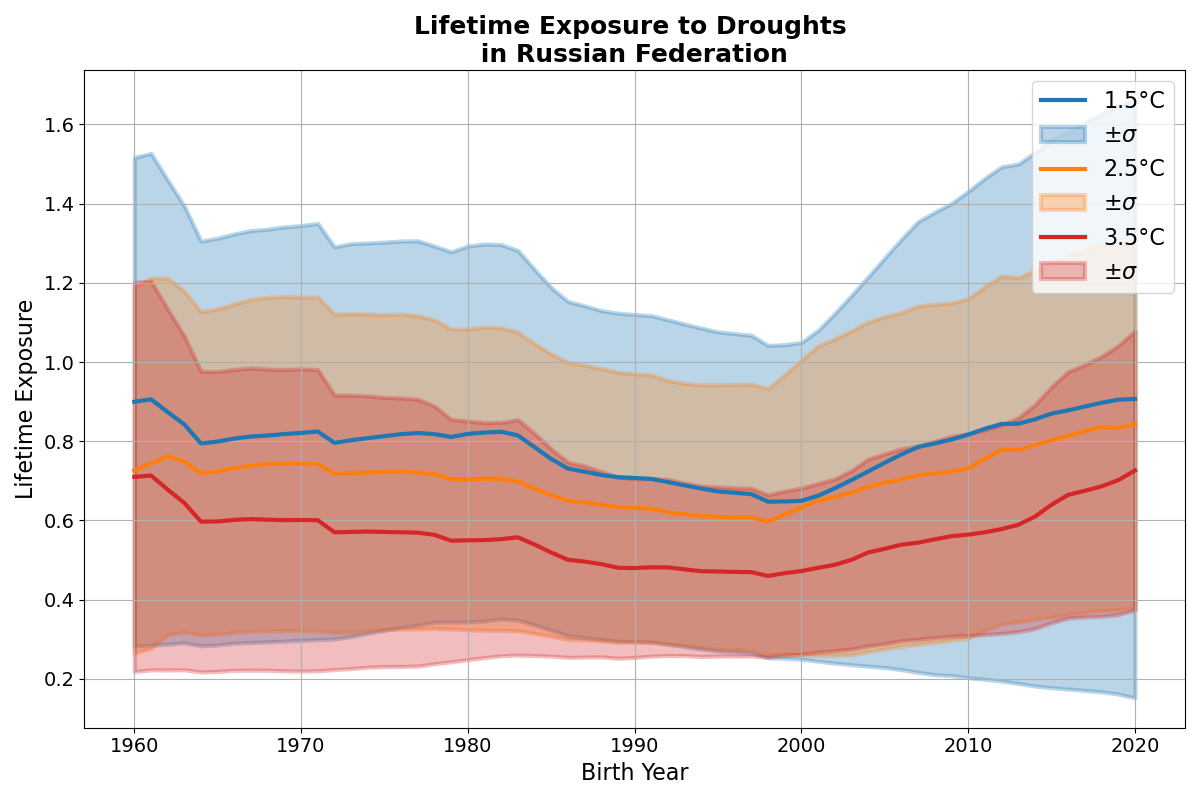 Lifetime Exposure to Droughts
in Russian Federation
1.5°C
±σ
2.5°C
±σ
3.5°C
±σ
Lifetime Exposure
1.6
1.4
1.2
1.0
0.8
0.6
0.4
0.2
1960 1970 1980 1990 2000 2010 2020
Birth Year